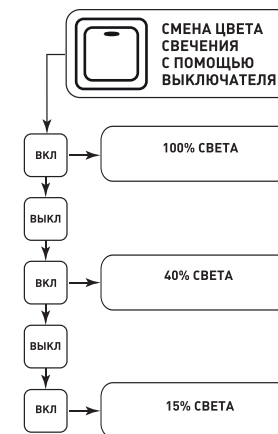 СМЕНА ЦВЕТА
СВЕЧЕНИЯ
С ПОМОЩЬЮ
ВЫКЛЮЧАТЕЛЯ
ВКЛ
100% СВЕТА
ВЫКЛ
ВКЛ
40% СВЕТА
ВЫКЛ
ВКЛ
15% СВЕТА